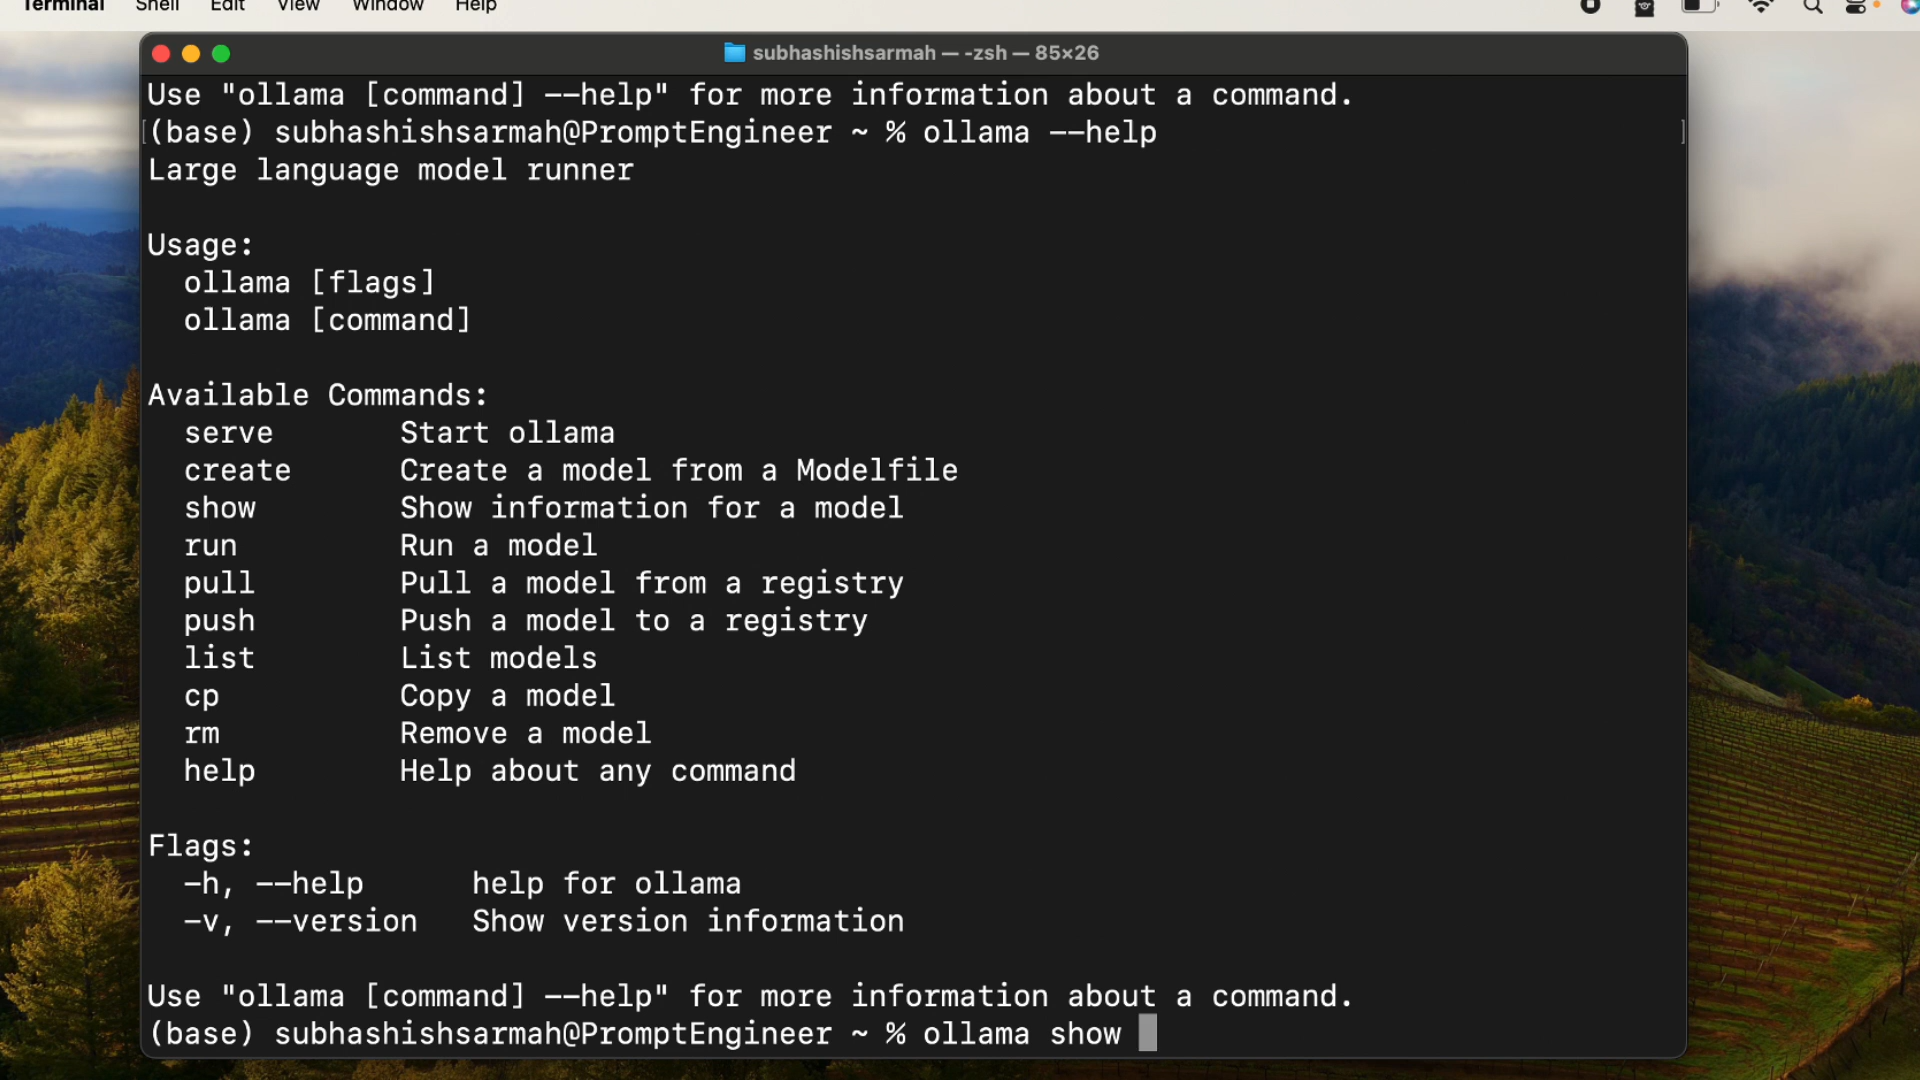 Terminal Shell Edit View Window Help
subhashishsarmah — -zsh — 85×26
Use "ollama [command] --help" for more information about a command.
(base) subhashishsarmah@PromptEngineer ~ % ollama --help
Large language model runner
Usage:
ollama [flags]
ollama [command]
Available Commands:
serve Start ollama
create Create a model from a Modelfile
show Show information for a model
run Run a model
pull Pull a model from a registry
push Push a model to a registry
list List models
cp Copy a model
rm Remove a model
help Help about any command
Flags:
-h, --help help for ollama
-v, --version Show version information
Use "ollama [command] --help" for more information about a command.
(base) subhashishsarmah@PromptEngineer ~ % ollama show